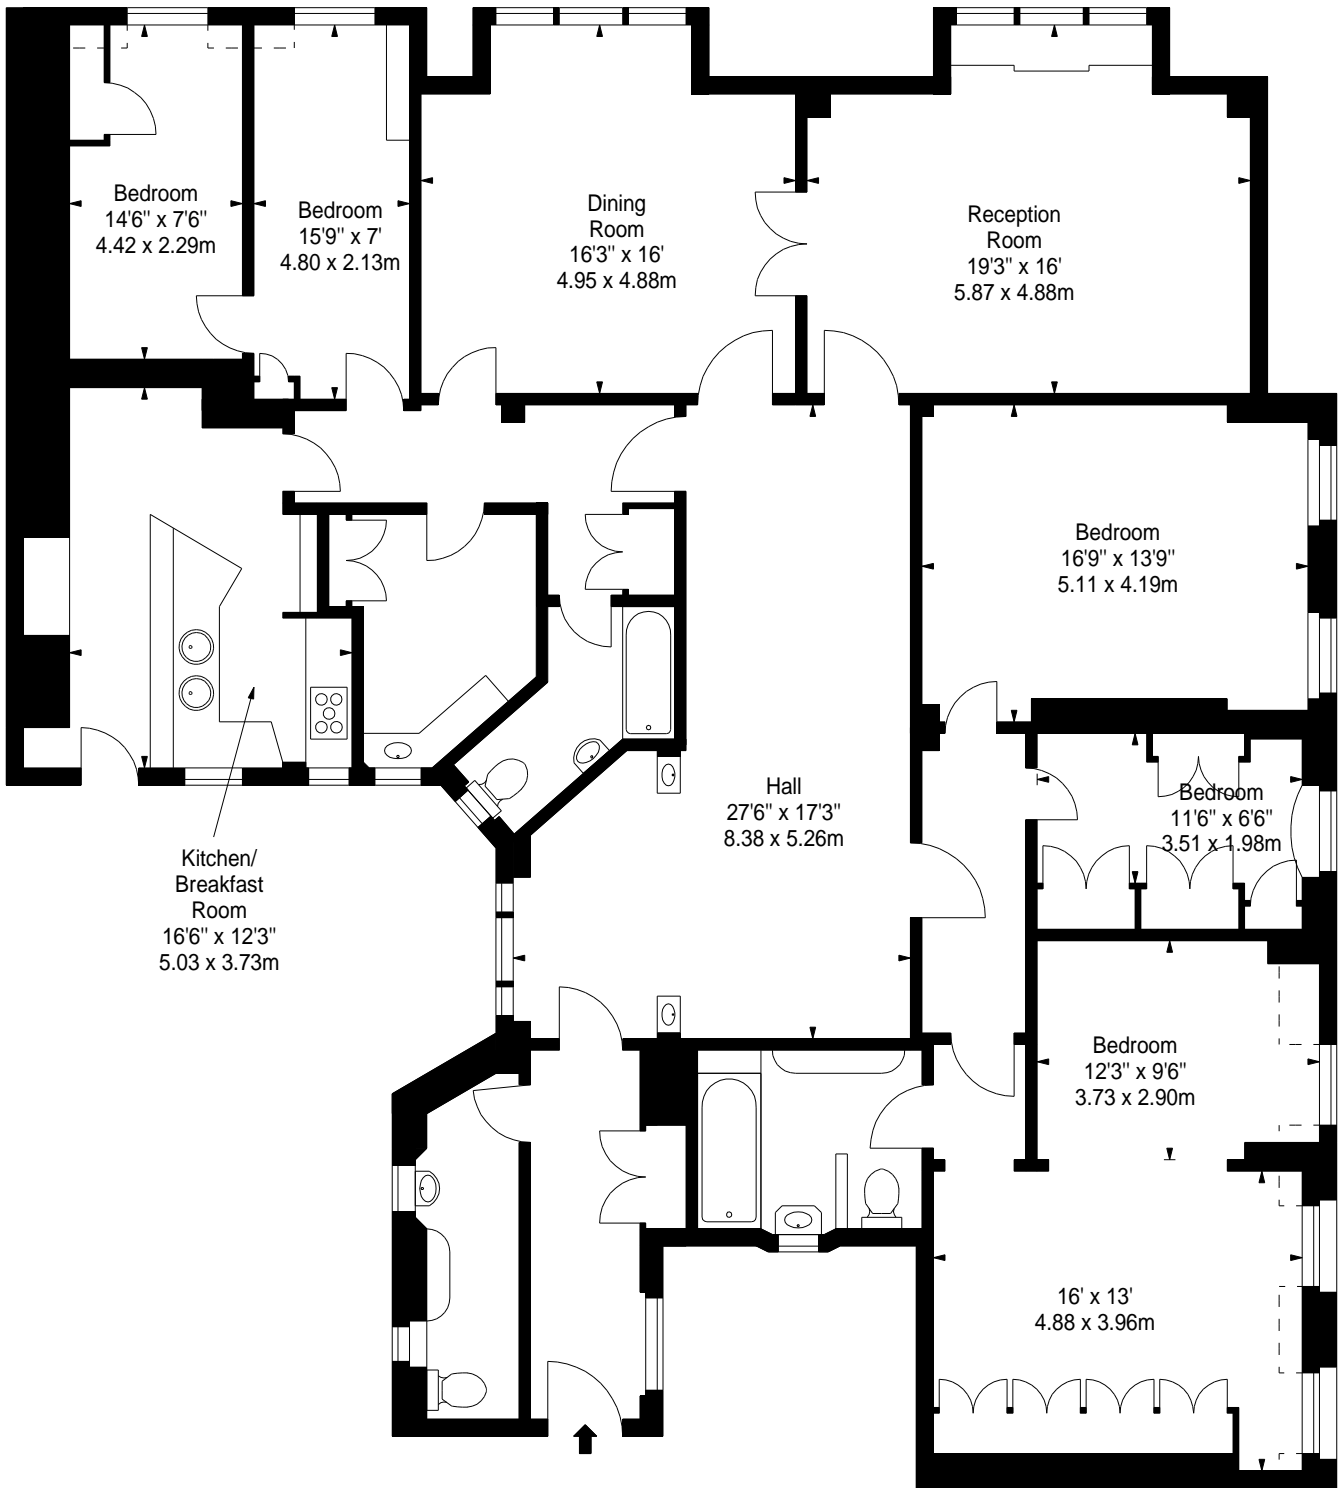 Bedroom
14'6" x 7'6"
4.42 x 2.29m
Bedroom
15'9" x 7'
4.80 x 2.13m
Dining
Room
16'3" x 16'
4.95 x 4.88m
Reception
Room
19'3" x 16'
5.87 x 4.88m
Bedroom
16'9" x 13'9"
5.11 x 4.19m
Hall
27'6" x 17'3"
8.38 x 5.26m
Bedroom
11'6" x 6'6"
3.51 x 1.98m
Kitchen/
Breakfast
Room
16'6" x 12'3"
5.03 x 3.73m
Bedroom
12'3" x 9'6"
3.73 x 2.90m
16' x 13'
4.88 x 3.96m